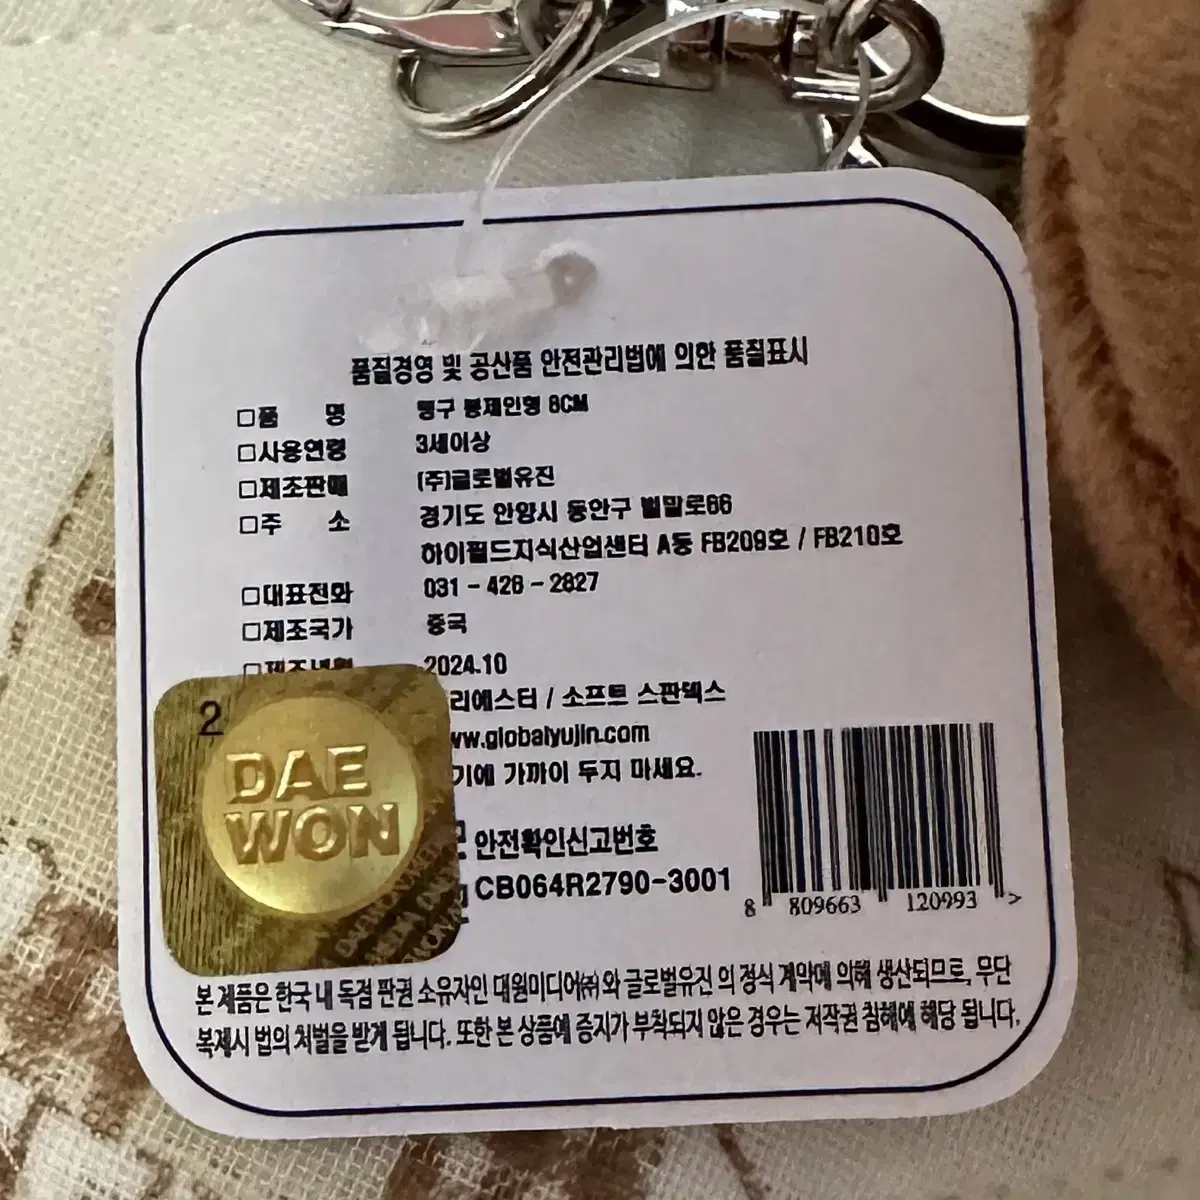 품질경영 및 공산품 안전관리법에 의한 품질표시
□품 명 탱구 봉제인형 8CM
□사용연령 3세이상
□제조판매 (주)글로벌유진
□주 소 경기도 안양시 동안구 벌말로66
하이필드지식산업센터 A동 FB209호 / FB210호
□대표전화 031 - 426 - 2827
□제조국가 중국
□제조년월 2024.10
리에스터 / 소프트 스판덱스
ww.globalyujin.com
기에 가까이 두지 마세요.
2
DAE
WON
안전확인신고번호
CB064R2790-3001
8 809663 120993 >
본 제품은 한국 내 독점 판권 소유자인 대원미디어㈜와 글로벌유진 의 정식 계약에 의해 생산되므로, 무단
복제시 법의 처벌을 받게 됩니다. 또한 본 상품에 증지가 부착되지 않은 경우는 저작권 침해에 해당 됩니다.